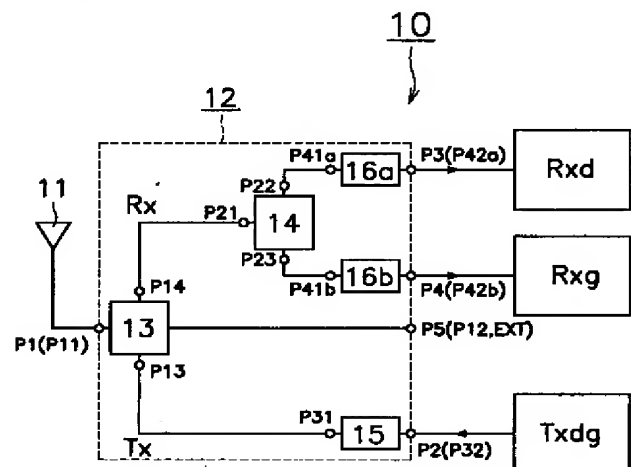 10
12
11
Rx
P21
P22
P41a
16a
P3(P42a)
Rxd
14
P23
P41b
16b
P4(P42b)
Rxg
P14
P1(P11)
13
P5(P12,EXT)
P13
Tx
P31
15
P2(P32)
Txdg